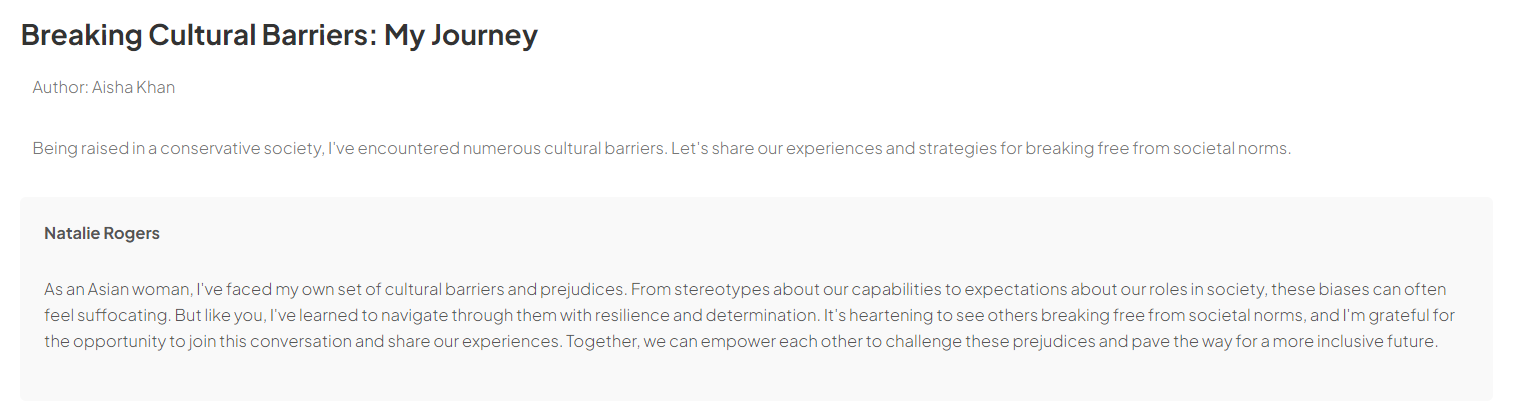 Breaking Cultural Barriers: My Journey
Author: Aisha Khan
Being raised in a conservative society, I've encountered numerous cultural barriers. Let's share our experiences and strategies for breaking free from societal norms.
Natalie Rogers
As an Asian woman, I've faced my own set of cultural barriers and prejudices. From stereotypes about our capabilities to expectations about our roles in society, these biases can often
feel suffocating. But like you, I've learned to navigate through them with resilience and determination. It's heartening to see others breaking free from societal norms, and I'm grateful for
the opportunity to join this conversation and share our experiences. Together, we can empower each other to challenge these prejudices and pave the way for a more inclusive future.